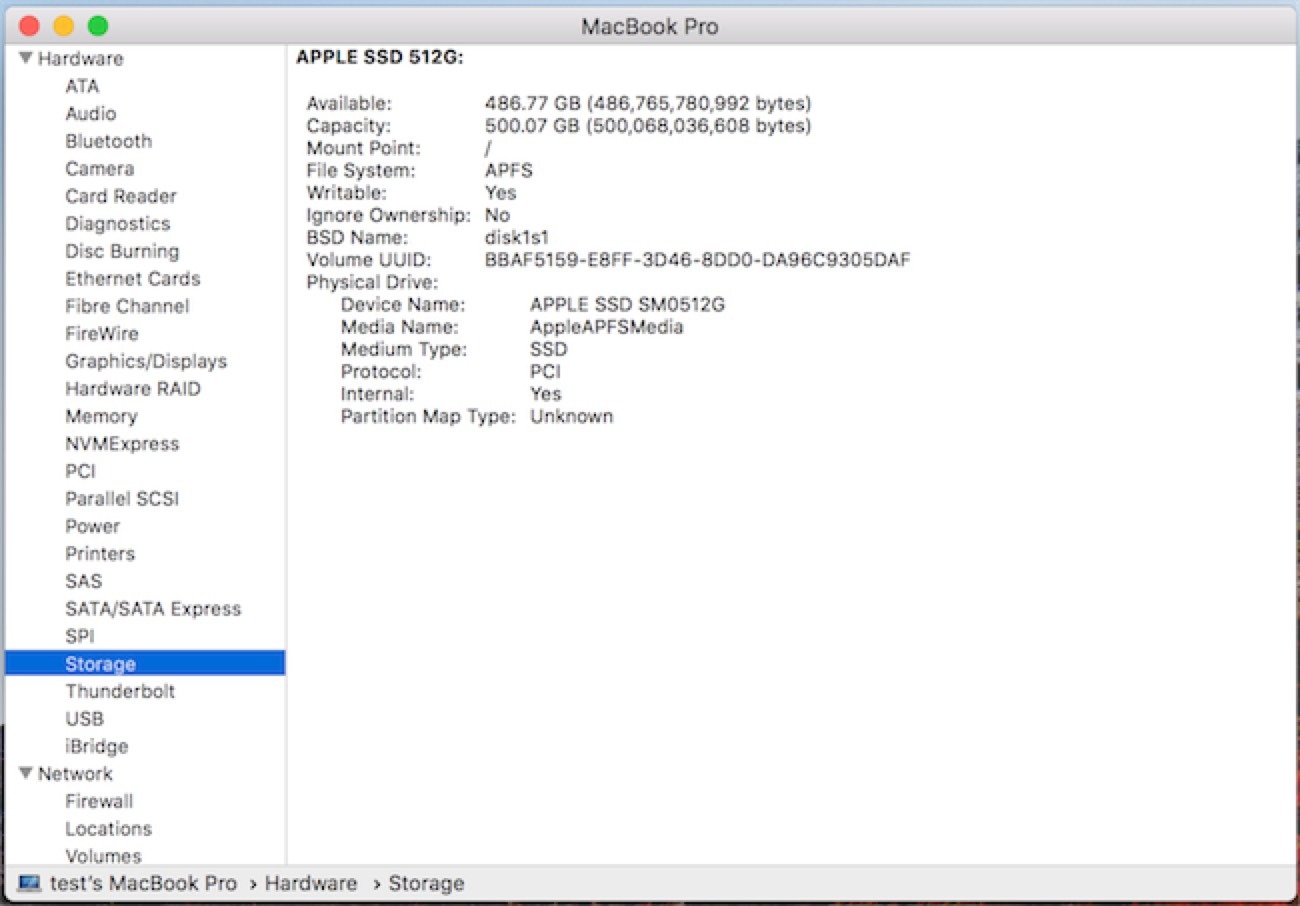 MacBook Pro
Hardware
ATA
Audio
Bluetooth
Camera
Card Reader
Diagnostics
Disc Burning
Ethernet Cards
Fibre Channel
FireWire
Graphics/Displays
Hardware RAID
Memory
NVMExpress
PCI
Parallel SCSI
Power
Printers
SAS
SATA/SATA Express
SPI
Storage
Thunderbolt
USB
iBridge
Network
Firewall
Locations
Volumes
APPLE SSD 512G:
Available: 486.77 GB (486,765,780,992 bytes)
Capacity: 500.07 GB (500,068,036,608 bytes)
Mount Point: /
File System: APFS
Writable: Yes
Ignore Ownership: No
BSD Name: disk1s1
Volume UUID: BBAF5159-E8FF-3D46-8DD0-DA96C9305DAF
Physical Drive:
Device Name: APPLE SSD SM0512G
Media Name: AppleAPFSMedia
Medium Type: SSD
Protocol: PCI
Internal: Yes
Partition Map Type: Unknown
test's MacBook Pro › Hardware › Storage